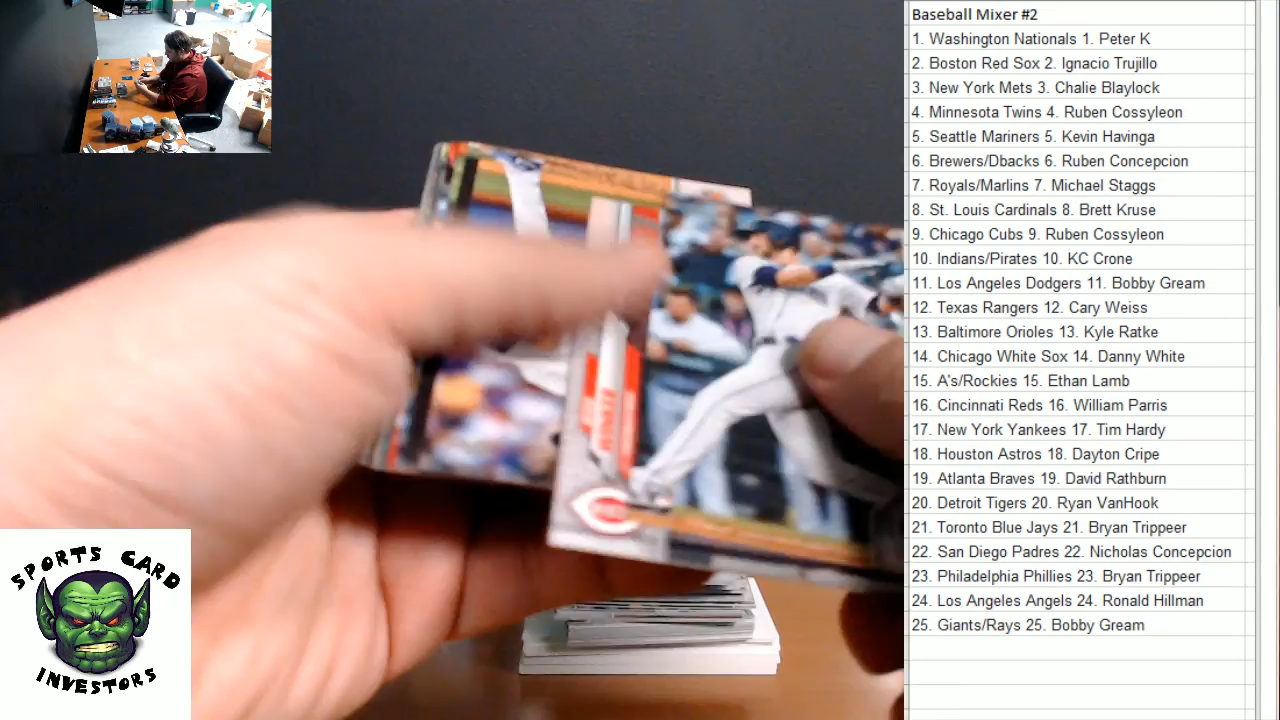 Baseball Mixer #2
1. Washington Nationals 1. Peter K
2. Boston Red Sox 2. Ignacio Trujillo
3. New York Mets 3. Chalie Blaylock
4. Minnesota Twins 4. Ruben Cossyleon
5. Seattle Mariners 5. Kevin Havinga
6. Brewers/Dbacks 6. Ruben Concepcion
7. Royals/Marlins 7. Michael Staggs
8. St. Louis Cardinals 8. Brett Kruse
9. Chicago Cubs 9. Ruben Cossyleon
10. Indians/Pirates 10. KC Crone
11. Los Angeles Dodgers 11. Bobby Gream
12. Texas Rangers 12. Cary Weiss
13. Baltimore Orioles 13. Kyle Ratke
14. Chicago White Sox 14. Danny White
15. A's/Rockies 15. Ethan Lamb
16. Cincinnati Reds 16. William Parris
17. New York Yankees 17. Tim Hardy
18. Houston Astros 18. Dayton Cripe
19. Atlanta Braves 19. David Rathburn
20. Detroit Tigers 20. Ryan VanHook
21. Toronto Blue Jays 21. Bryan Trippeer
22. San Diego Padres 22. Nicholas Concepcion
23. Philadelphia Phillies 23. Bryan Trippeer
24. Los Angeles Angels 24. Ronald Hillman
25. Giants/Rays 25. Bobby Gream
SPORTS CARD
INVESTORS